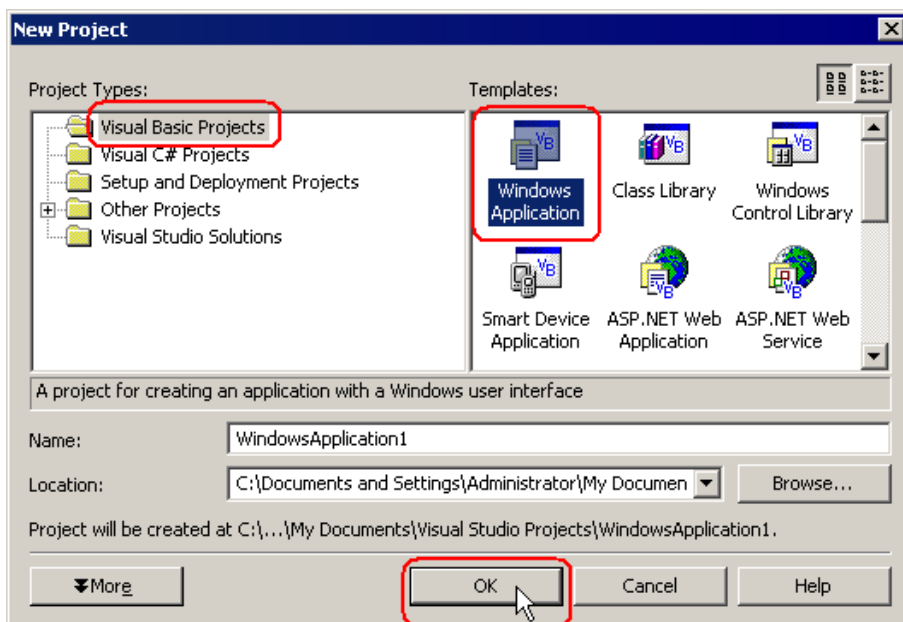 New Project
Project Types:
Templates:
Visual Basic Projects
Visual C# Projects
Setup and Deployment Projects
Other Projects
Visual Studio Solutions
Windows
Application
Class Library
Windows
Control Library
Smart Device
Application
ASP.NET Web
Application
ASP.NET Web
Service
A project for creating an application with a Windows user interface
Name:
WindowsApplication1
Location:
C:\Documents and Settings\Administrator\My Documen
Browse...
Project will be created at C:\...\My Documents\Visual Studio Projects\WindowsApplication1.
More
OK
Cancel
Help